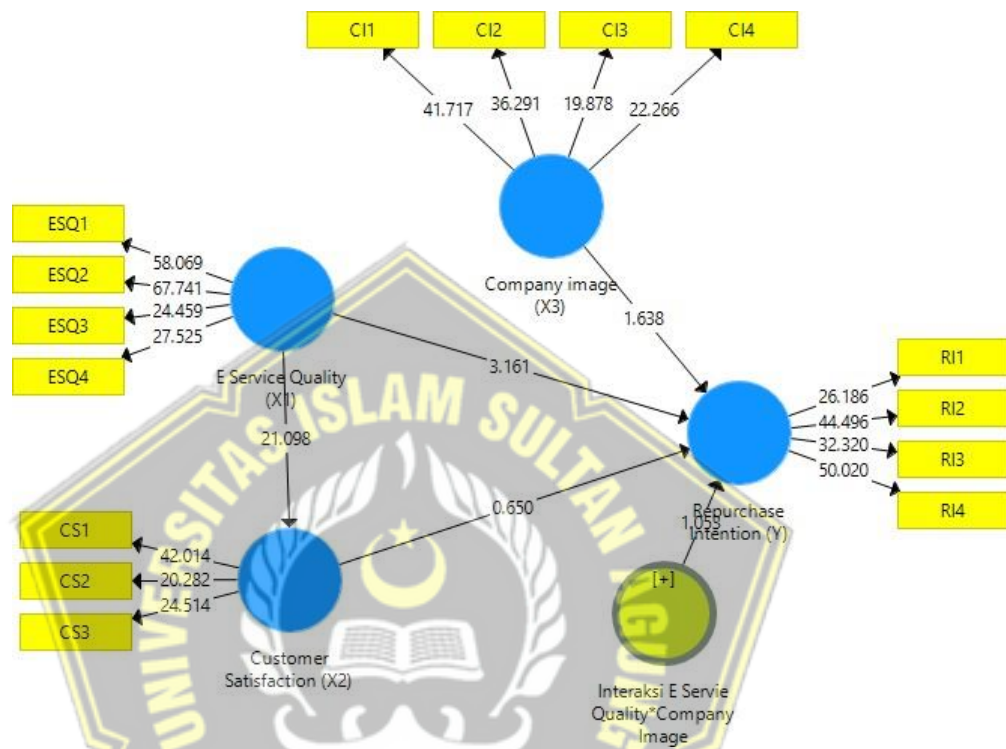 CI1
CI2
CI3
CI4
41.717
36.291
19.878
22.266
ESQ1
ESQ2
ESQ3
ESQ4
58.069
67.741
24.459
27.525
Company image
(X3)
1.638
E Service Quality
(X1)
3.161
21.098
RI1
RI2
RI3
RI4
26.186
44.496
32.320
50.020
Repurchase
Intention (Y)
0.650
1.053
CS1
CS2
CS3
42.014
20.282
24.514
Customer
Satisfaction (X2)
[+]
Interaksi E Servie
Quality*Company
Image
UNIVERSITAS ISLAM SULTAN AGUNG